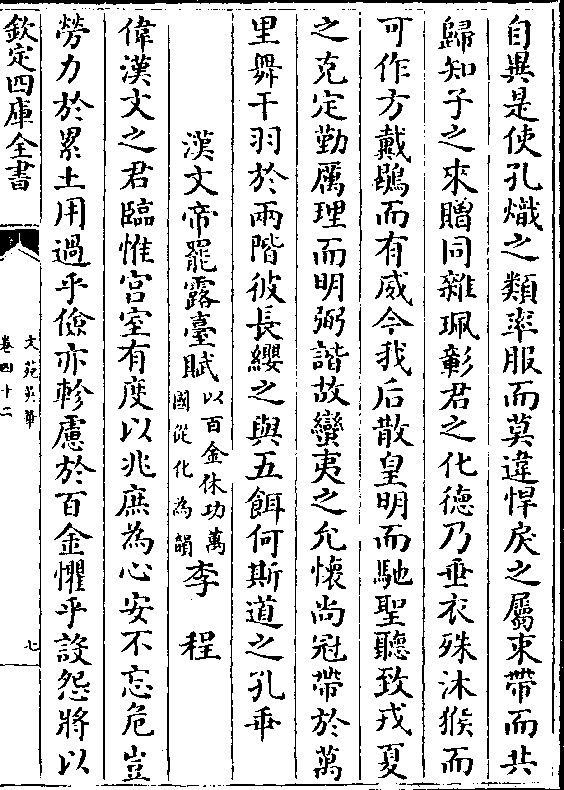 自異是使孔熾之類率服而莫違悍戾之屬束帶而共
歸知子之來贈同雜珮彰君之化德乃垂衣殊沐猴而
可作方戴鶡而有威今我后散皇明而馳聖聽致戎夏
之克定勤厲理而明弼諧故蠻夷之允懷尚冠帶於萬
里舞干羽於兩階彼長纓之與五餌何斯道之孔垂
漢文帝罷露臺賦以百金休功萬國從化為韻李程
偉漢文之君臨惟宫室有度以兆庶為心安不忘危豈
勞力於累土用過乎儉亦軫慮於百金懼乎設怨將以
欽定四庫全書
文苑英華
卷四十二
七